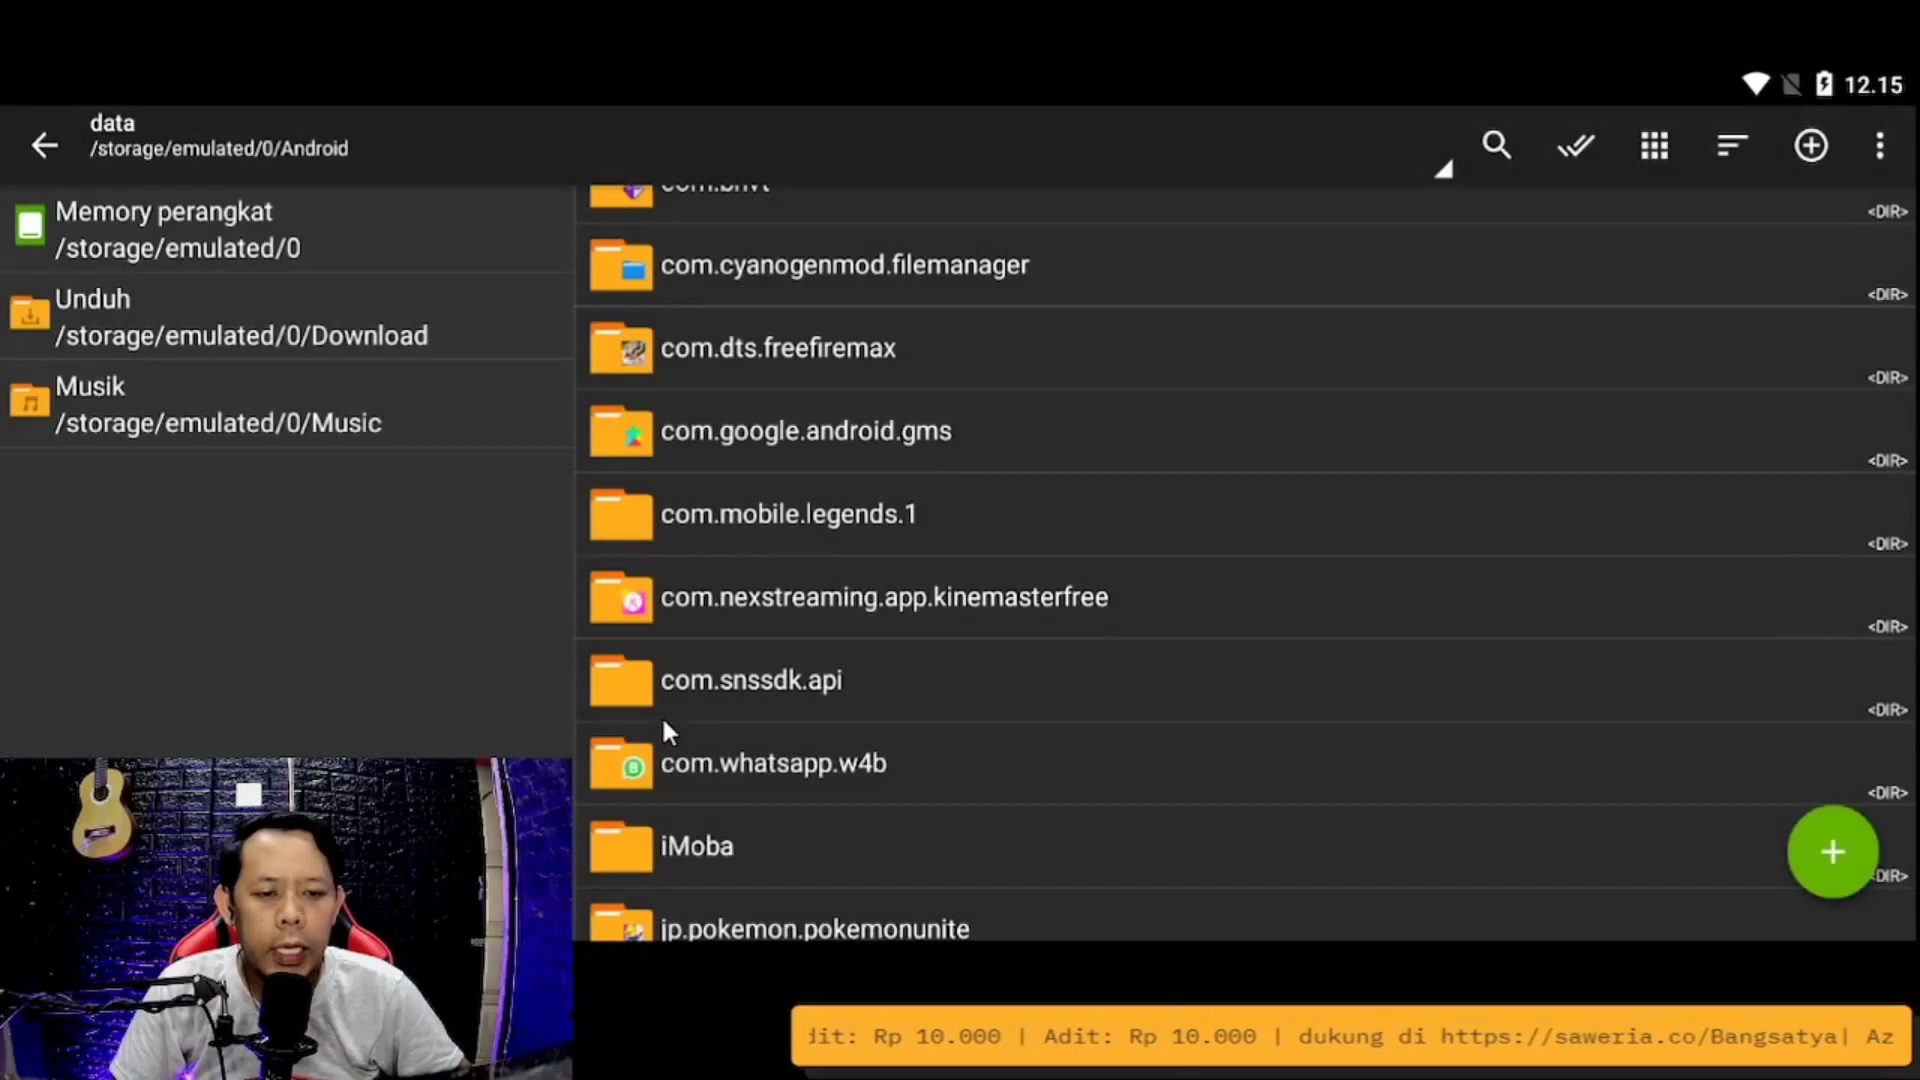 12.15
data
/storage/emulated/0/Android
Memory perangkat
/storage/emulated/0
Unduh
/storage/emulated/0/Download
Musik
/storage/emulated/0/Music
<DIR>
com.cyanogenmod.filemanager
<DIR>
com.dts.freefiremax
<DIR>
com.google.android.gms
<DIR>
com.mobile.legends.1
<DIR>
com.nexstreaming.app.kinemasterfree
<DIR>
com.snssdk.api
<DIR>
com.whatsapp.w4b
<DIR>
iMoba
DIR>
jp.pokemon.pokemonunite
Rp 10.000 | Adit: Rp 10.000 | dukung di https://saweria.co/Bangsatya| Az